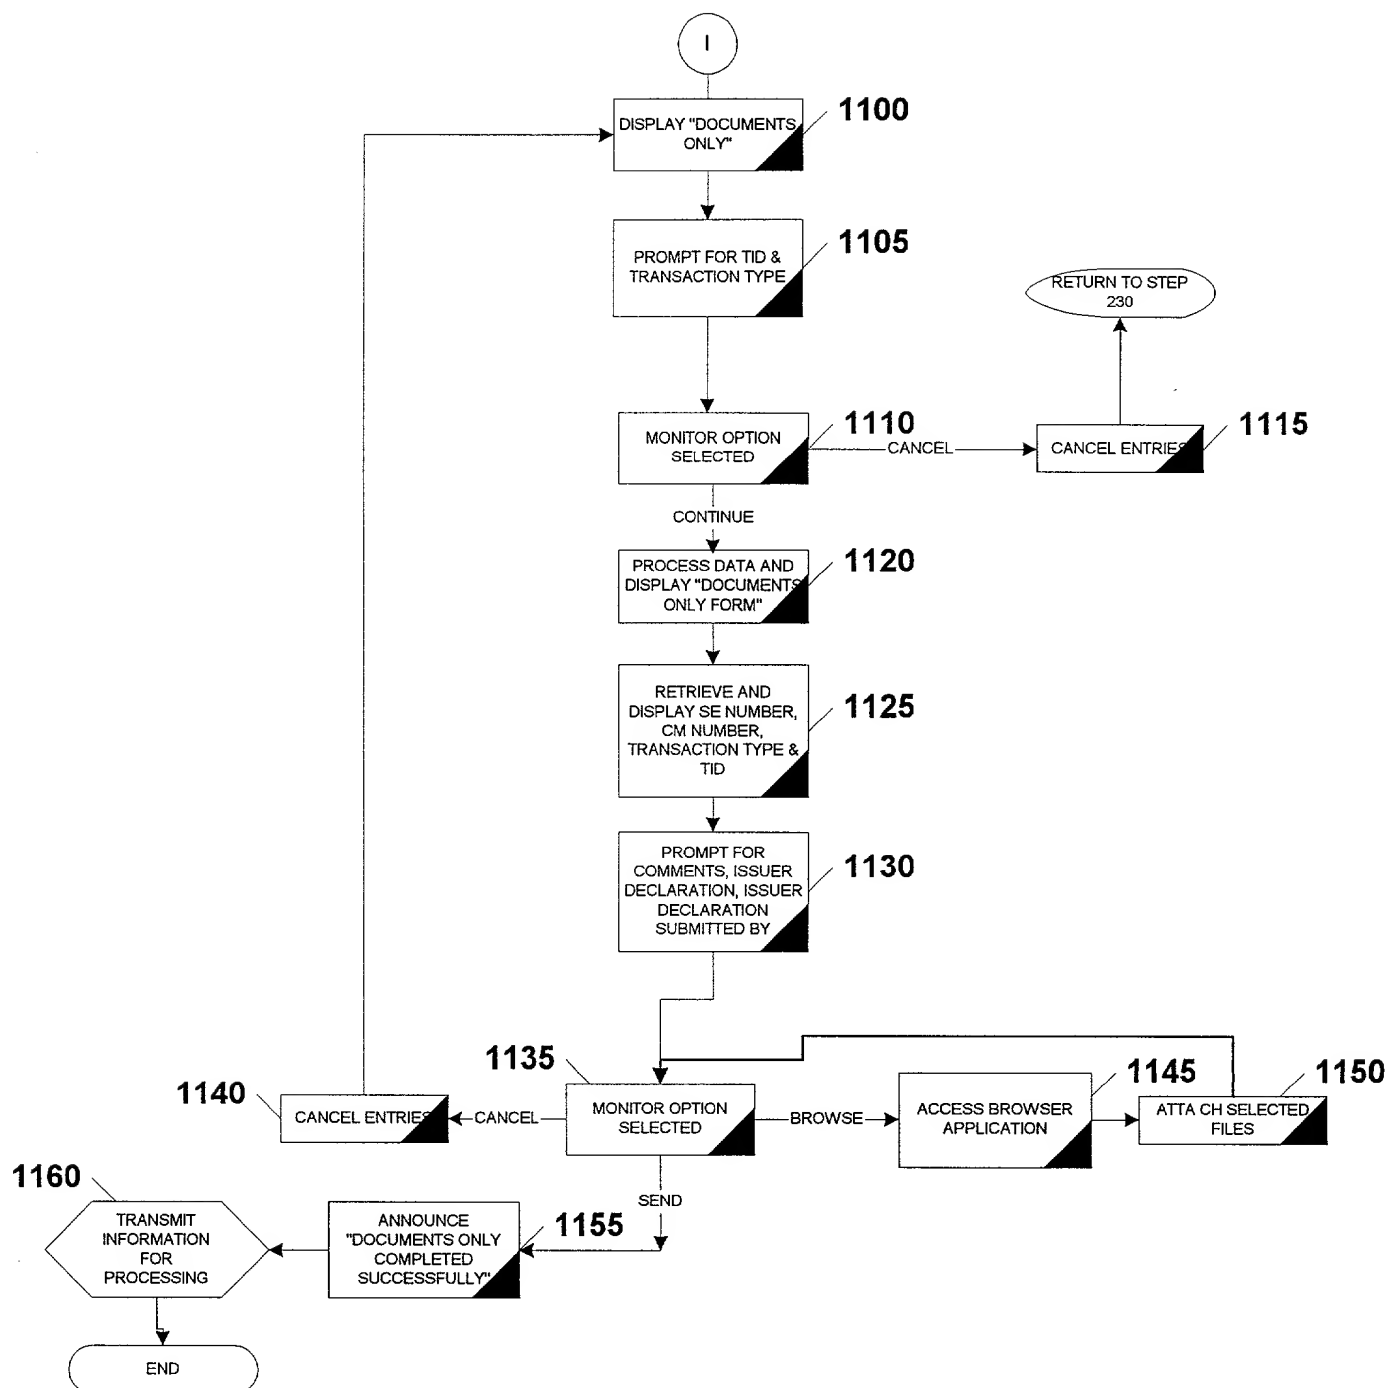 I
DISPLAY "DOCUMENTS
ONLY"
1100
PROMPT FOR TID &
TRANSACTION TYPE
1105
RETURN TO STEP
230
MONITOR OPTION
SELECTED
1110
CANCEL
CANCEL ENTRIES
1115
CONTINUE
PROCESS DATA AND
DISPLAY "DOCUMENTS
ONLY FORM"
1120
RETRIEVE AND
DISPLAY SE NUMBER,
CM NUMBER,
TRANSACTION TYPE &
TID
1125
PROMPT FOR
COMMENTS, ISSUER
DECLARATION, ISSUER
DECLARATION
SUBMITTED BY
1130
1135
MONITOR OPTION
SELECTED
1140
CANCEL ENTRIES
CANCEL
BROWSE
ACCESS BROWSER
APPLICATION
1145
ATTA CH SELECTED
FILES
1150
SEND
1160
TRANSMIT
INFORMATION
FOR
PROCESSING
ANNOUNCE
"DOCUMENTS ONLY
COMPLETED
SUCCESSFULLY"
1155
END